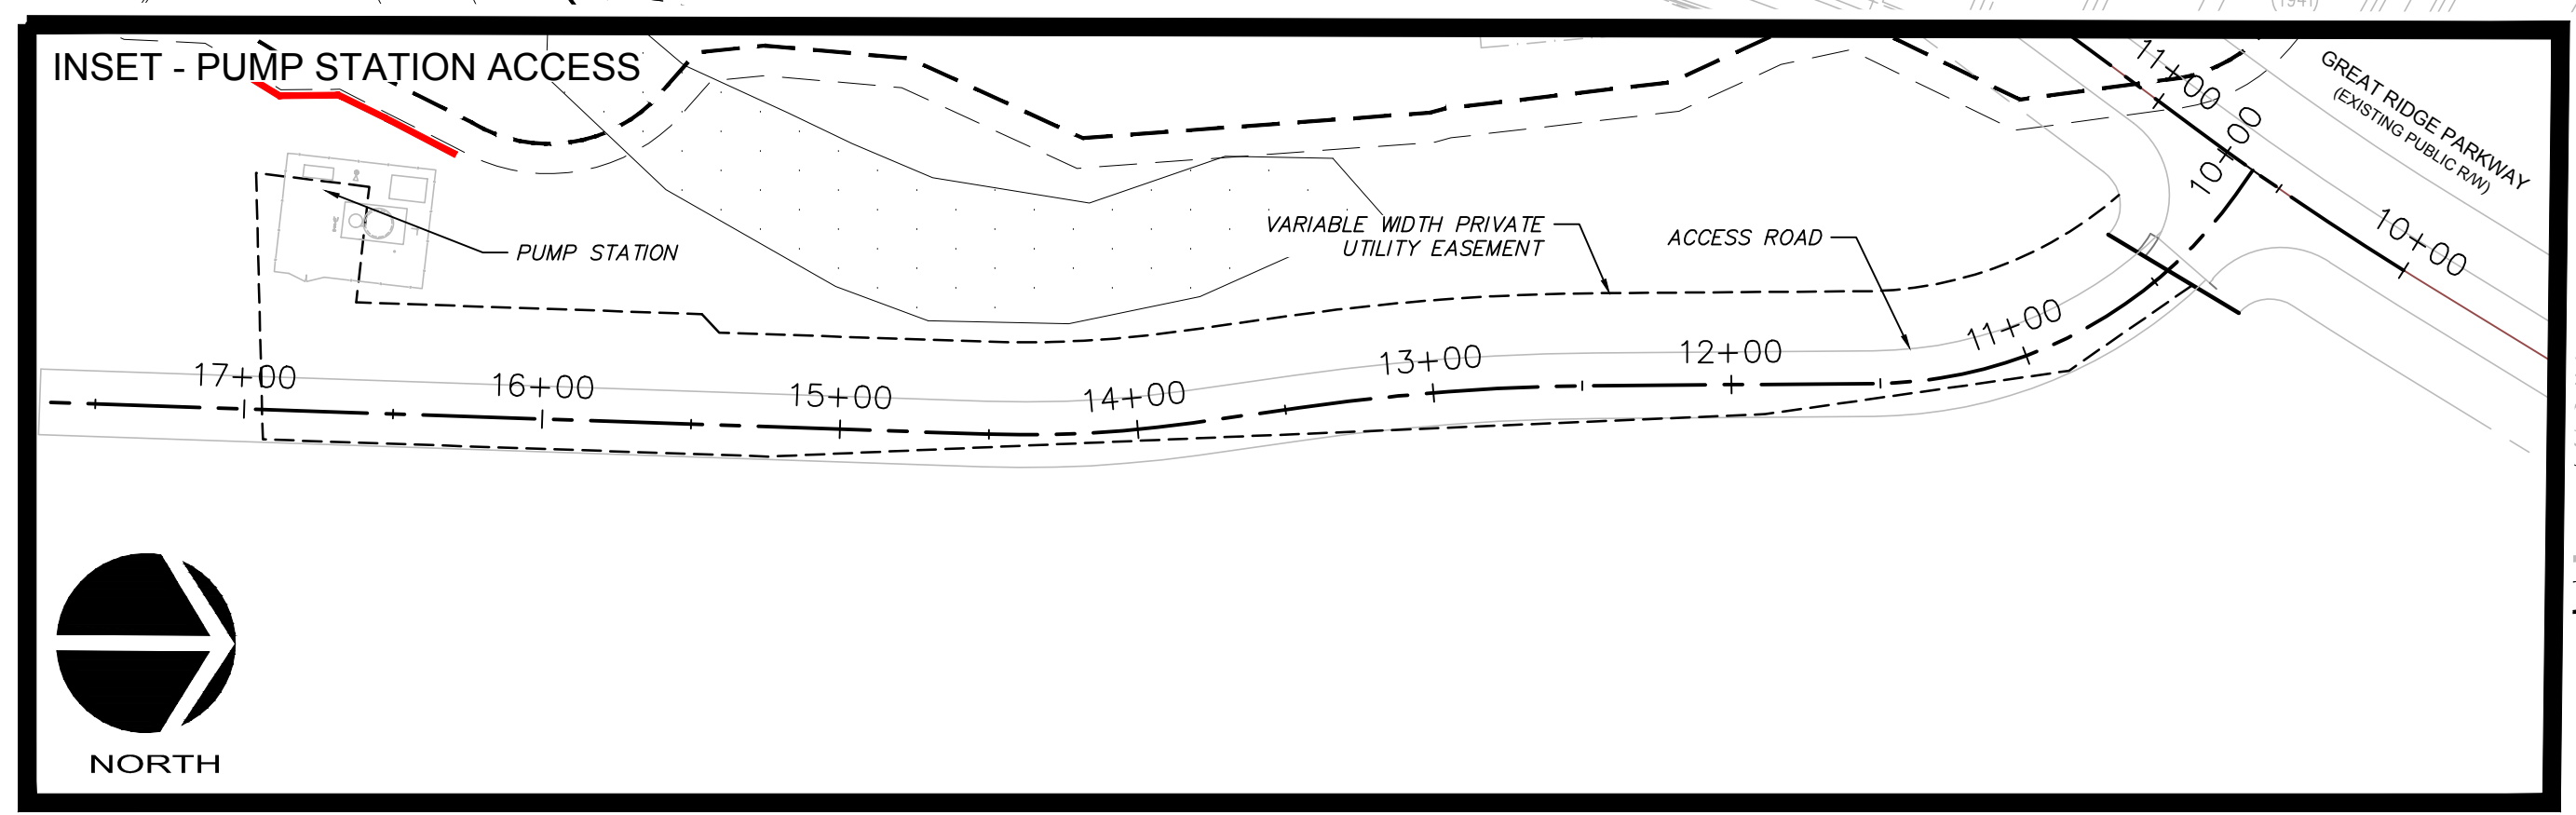 (1941)
INSET - PUMP STATION ACCESS
11+00
GREAT RIDGE PARKWAY
(EXISTING PUBLIC R/W)
10+00
10+00
VARIABLE WIDTH PRIVATE
UTILITY EASEMENT
ACCESS ROAD
PUMP STATION
17+00
16+00
15+00
14+00
13+00
12+00
11+00
NORTH